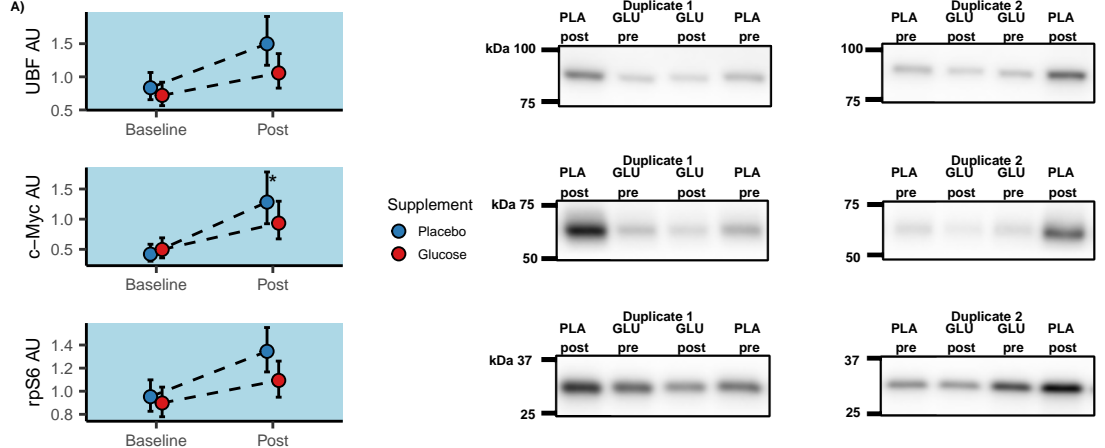 A)
UBF AU
1.5
1.0
0.5
Baseline Post
Duplicate 1
PLA GLU GLU PLA
post pre post pre
kDa 100
75
Duplicate 2
PLA GLU GLU PLA
pre post pre post
100
75
c−Myc AU
1.5
1.0
0.5
*
Baseline Post
Supplement
Placebo
Glucose
Duplicate 1
PLA GLU GLU PLA
post pre post pre
kDa 75
50
Duplicate 2
PLA GLU GLU PLA
pre post pre post
75
50
rpS6 AU
1.4
1.2
1.0
0.8
Baseline Post
Duplicate 1
PLA GLU GLU PLA
post pre post pre
kDa 37
25
Duplicate 2
PLA GLU GLU PLA
pre post pre post
37
25